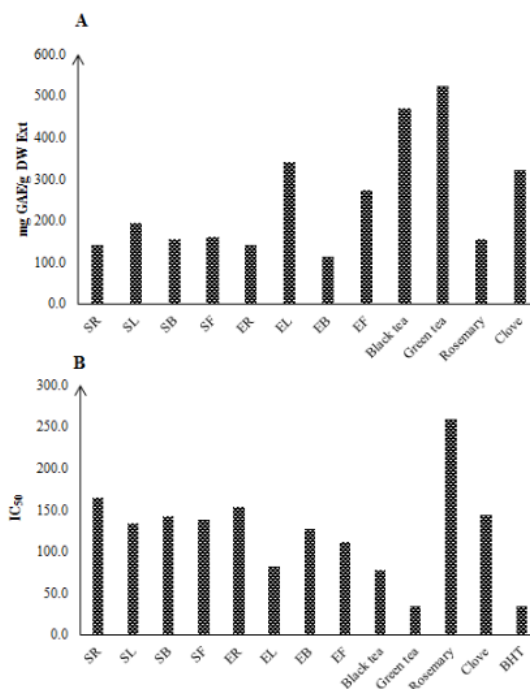 A
600.0
500.0
400.0
300.0
200.0
100.0
0.0
mg GAE/g DW Ext
SR SL SB SF ER EL EB EF Black tea Green tea Rosemary Clove
B
300.0
250.0
200.0
150.0
100.0
50.0
0.0
IC₅₀
SR SL SB SF ER EL EB EF Black tea Green tea Rosemary Clove BHT